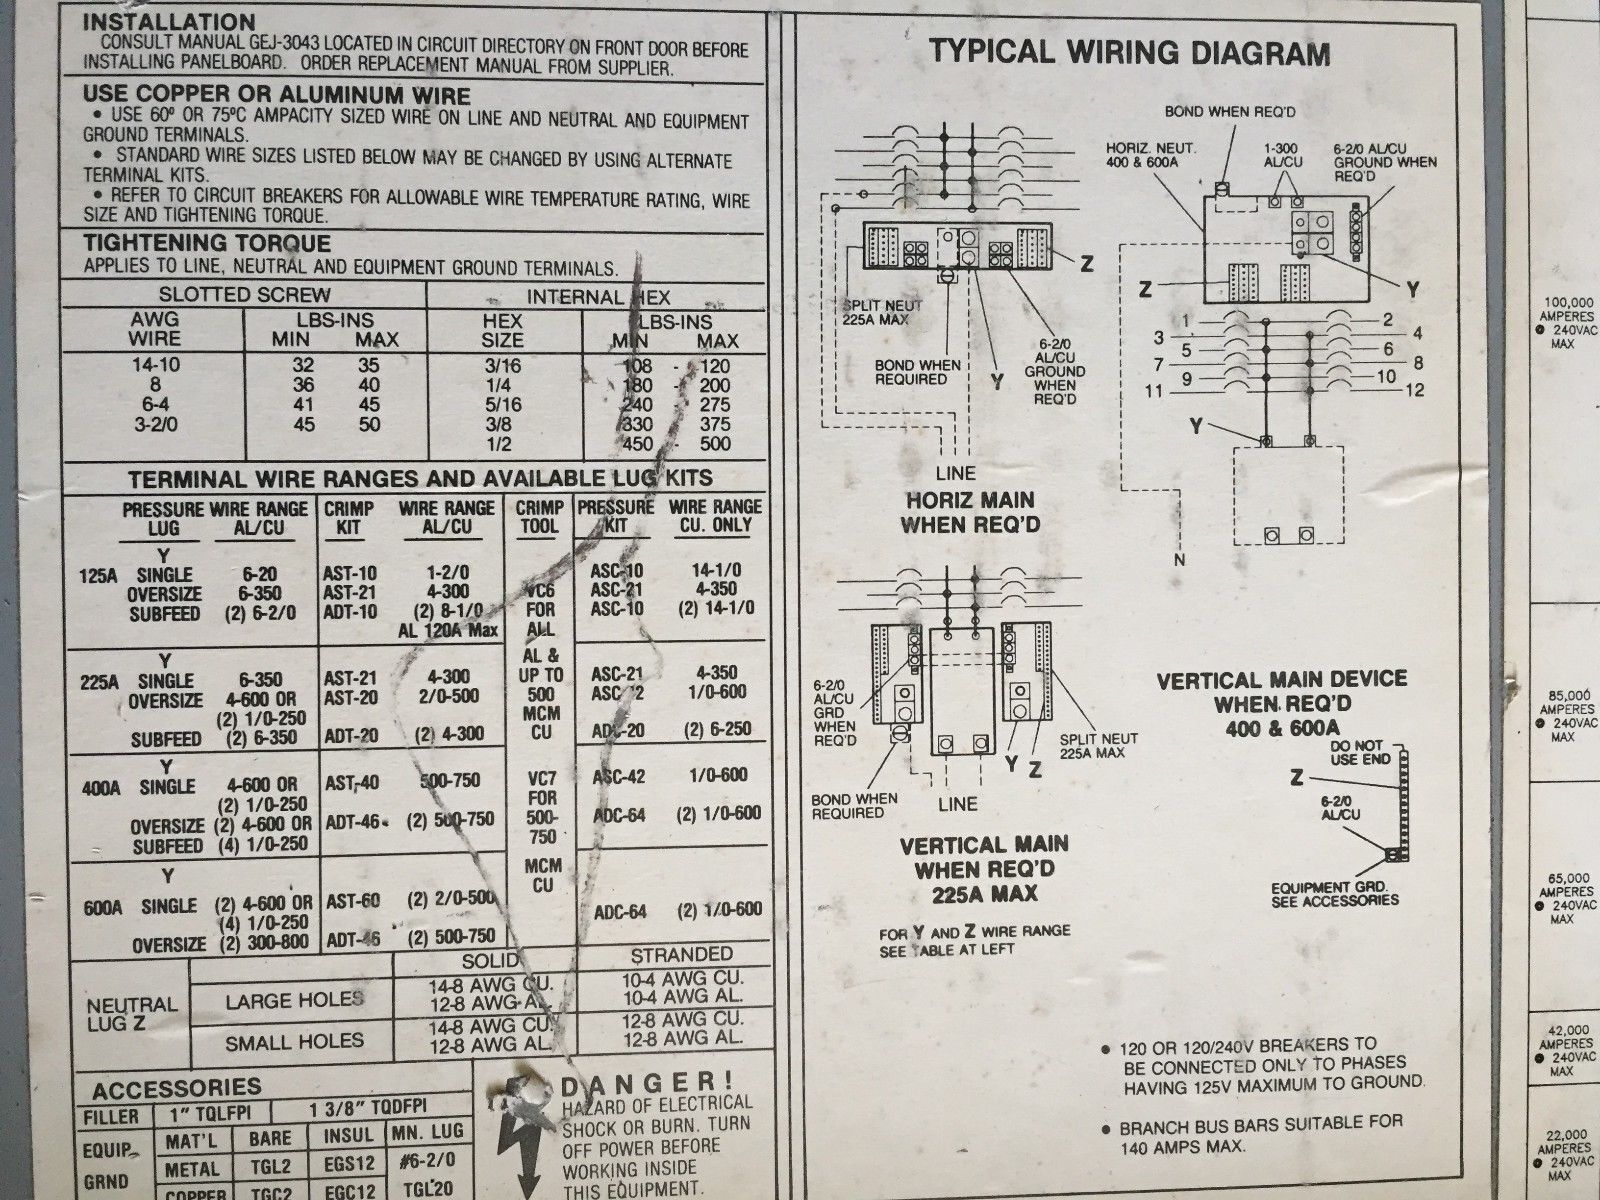 INSTALLATION
CONSULT MANUAL GEJ-3043 LOCATED IN CIRCUIT DIRECTORY ON FRONT DOOR BEFORE
INSTALLING PANELBOARD. ORDER REPLACEMENT MANUAL FROM SUPPLIER.
USE COPPER OR ALUMINUM WIRE
• USE 60º OR 75ºC AMPACITY SIZED WIRE ON LINE AND NEUTRAL AND EQUIPMENT
GROUND TERMINALS.
• STANDARD WIRE SIZES LISTED BELOW MAY BE CHANGED BY USING ALTERNATE
TERMINAL KITS.
• REFER TO CIRCUIT BREAKERS FOR ALLOWABLE WIRE TEMPERATURE RATING, WIRE
SIZE AND TIGHTENING TORQUE.
TIGHTENING TORQUE
APPLIES TO LINE, NEUTRAL AND EQUIPMENT GROUND TERMINALS.
SLOTTED SCREW INTERNAL HEX
AWG LBS-INS HEX LBS-INS
WIRE MIN MAX SIZE MIN MAX
14-10 32 35 3/16 108 - 120
8 36 40 1/4 180 - 200
6-4 41 45 5/16 240 - 275
3-2/0 45 50 3/8 330 375
1/2 450 - 500
TERMINAL WIRE RANGES AND AVAILABLE LUG KITS
PRESSURE WIRE RANGE CRIMP WIRE RANGE CRIMP PRESSURE WIRE RANGE
LUG AL/CU KIT AL/CU TOOL KIT CU. ONLY
Y
125A SINGLE 6-20 AST-10 1-2/0 ASC-10 14-1/0
OVERSIZE 6-350 AST-21 4-300 VC6 ASC-21 4-350
SUBFEED (2) 6-2/0 ADT-10 (2) 8-1/0 FOR ASC-10 (2) 14-1/0
AL 120A Max ALL
Y AL &
225A SINGLE 6-350 AST-21 4-300 UP TO ASC-21 4-350
OVERSIZE 4-600 OR AST-20 2/0-500 500 1/0-600
(2) 1/0-250 MCM
SUBFEED (2) 6-350 ADT-20 (2) 4-300 CU ADC-20 (2) 6-250
Y
400A SINGLE 4-600 OR AST-40 500-750 VC7 ASC-42 1/0-600
(2) 1/0-250 FOR
OVERSIZE (2) 4-600 OR ADT-46 (2) 500-750 500- ADC-64 (2) 1/0-600
SUBFEED (4) 1/0-250 750
Y MCM
CU
600A SINGLE (2) 4-600 OR AST-60 (2) 2/0-500 ADC-64 (2) 1/0-600
(4) 1/0-250
OVERSIZE (2) 300-800 ADT-46 (2) 500-750
SOLID STRANDED
NEUTRAL LUG Z
LARGE HOLES 14-8 AWG CU. 10-4 AWG CU.
12-8 AWG AL. 10-4 AWG AL.
SMALL HOLES 14-8 AWG CU. 12-8 AWG CU.
12-8 AWG AL. 12-8 AWG AL.
ACCESSORIES
FILLER 1" TQLFPI 1 3/8" TQDFPI
EQUIP. MAT'L BARE INSUL MN. LUG
GRND METAL TGL2 EGS12 #6-2/0
COPPER TGC2 EGC12 TGL20
DANGER!
HAZARD OF ELECTRICAL
SHOCK OR BURN. TURN
OFF POWER BEFORE
WORKING INSIDE
THIS EQUIPMENT.
TYPICAL WIRING DIAGRAM
SPLIT NEUT
225A MAX
BOND WHEN
REQUIRED
Y
6-2/0
AL/CU
GROUND
WHEN
REQ'D
Z
LINE
HORIZ MAIN
WHEN REQ'D
BOND WHEN REQ'D
HORIZ. NEUT.
400 & 600A
1-300
AL/CU
6-2/0 AL/CU
GROUND WHEN
REQ'D
Z Y
1 2
3 4
5 6
7 8
9 10
11 12
Y
N
VERTICAL MAIN DEVICE
WHEN REQ'D
400 & 600A
6-2/0
AL/CU
GRD
WHEN
REQ'D
BOND WHEN
REQUIRED
LINE
Y Z
SPLIT NEUT
225A MAX
VERTICAL MAIN
WHEN REQ'D
225A MAX
FOR Y AND Z WIRE RANGE
SEE TABLE AT LEFT
DO NOT
USE END
Z
6-2/0
AL/CU
EQUIPMENT GRD.
SEE ACCESSORIES
• 120 OR 120/240V BREAKERS TO
BE CONNECTED ONLY TO PHASES
HAVING 125V MAXIMUM TO GROUND.
• BRANCH BUS BARS SUITABLE FOR
140 AMPS MAX.
100,000
AMPERES
@ 240VAC
MAX
85,000
AMPERES
@ 240VAC
MAX
65,000
AMPERES
@ 240VAC
MAX
42,000
AMPERES
@ 240VAC
MAX
22,000
AMPERES
@ 240VAC
MAX